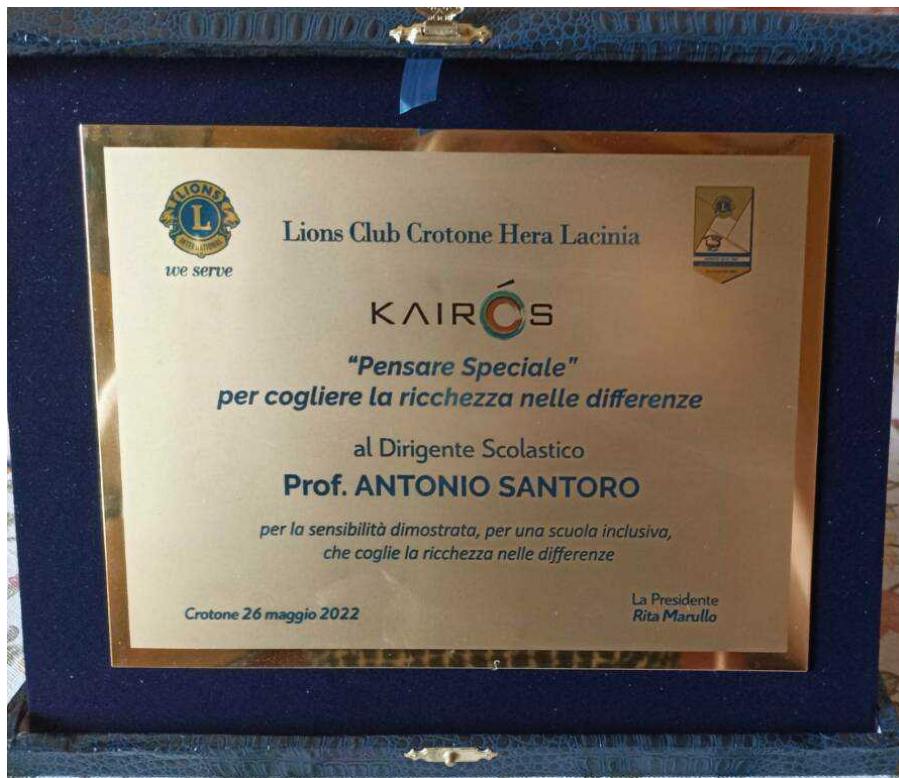 LIONS
L
INTERNATIONAL
we serve
Lions Club Crotone Hera Lacinia
KAIRÓS
"Pensare Speciale"
per cogliere la ricchezza nelle differenze
al Dirigente Scolastico
Prof. ANTONIO SANTORO
per la sensibilità dimostrata, per una scuola inclusiva,
che coglie la ricchezza nelle differenze
Crotone 26 maggio 2022
La Presidente
Rita Marullo